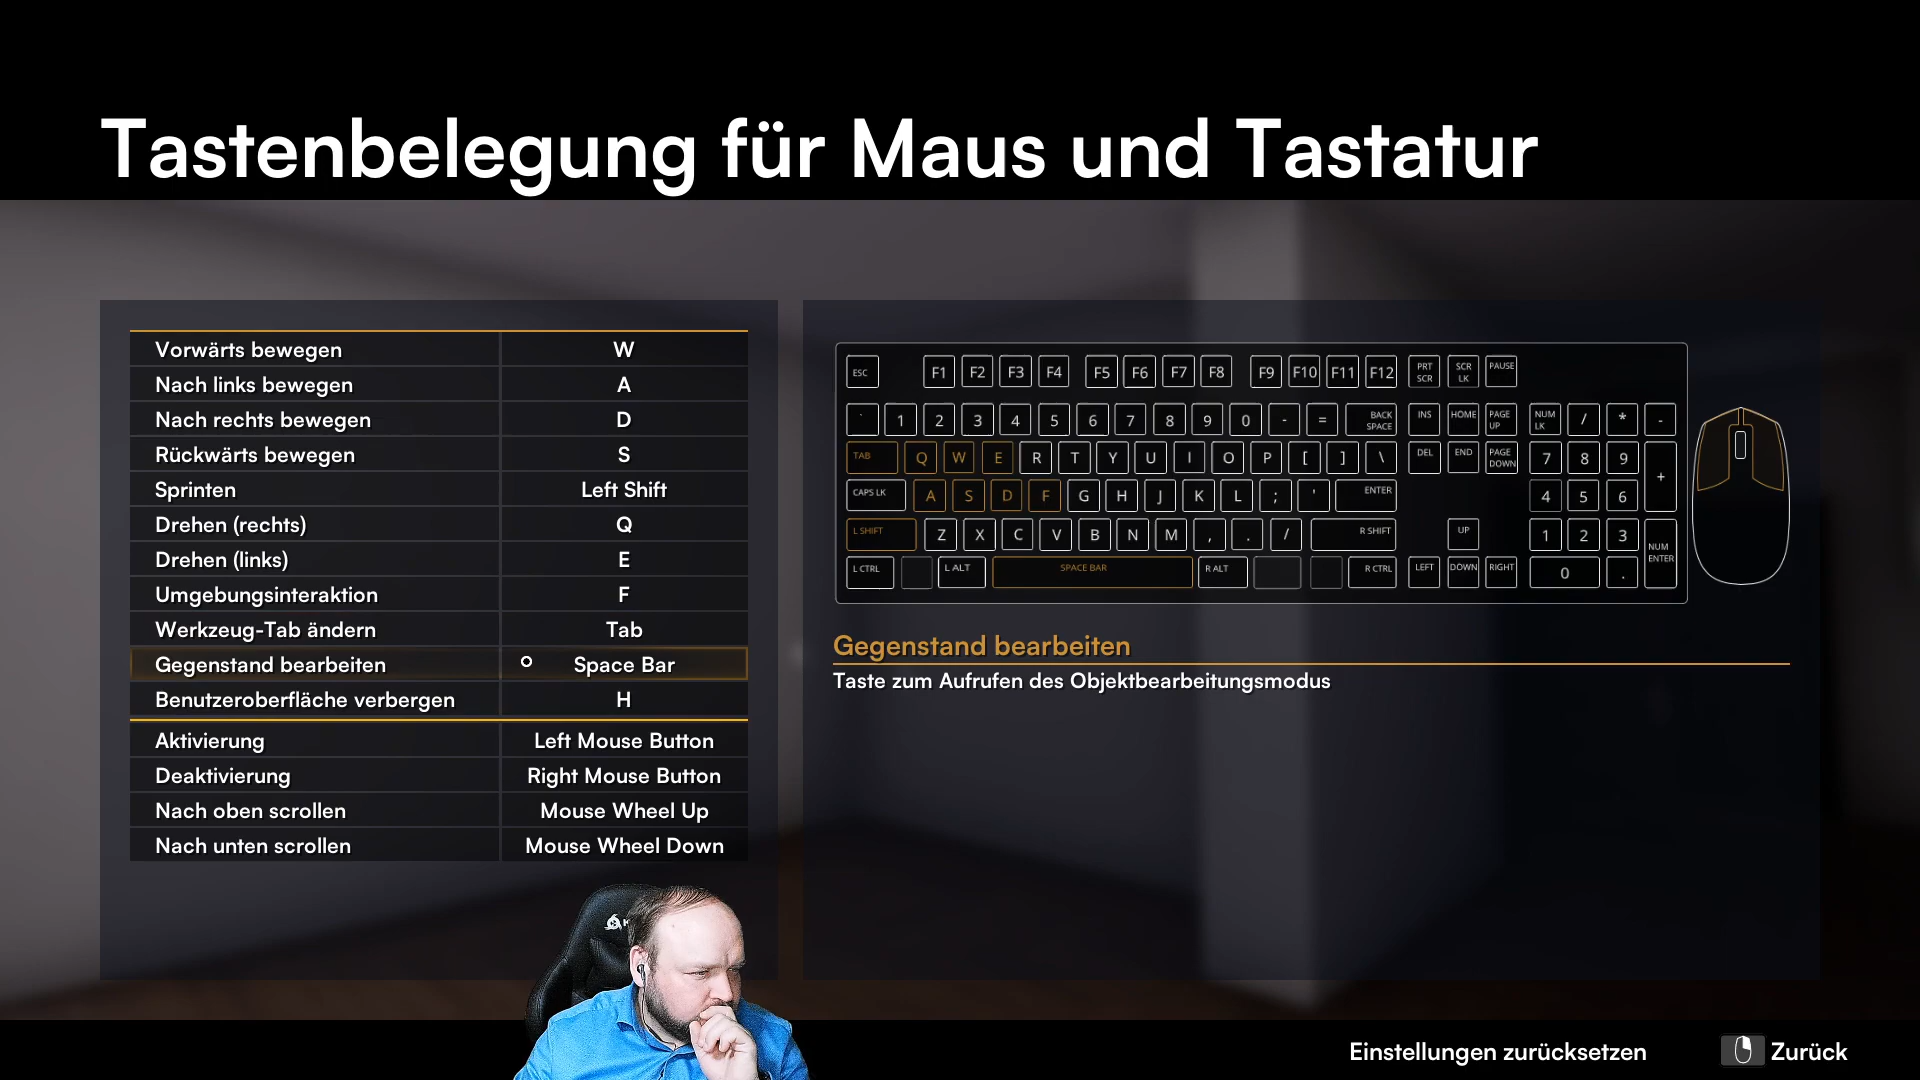 Tastenbelegung für Maus und Tastatur
Vorwärts bewegen W
Nach links bewegen A
Nach rechts bewegen D
Rückwärts bewegen S
Sprinten Left Shift
Drehen (rechts) Q
Drehen (links) E
Umgebungsinteraktion F
Werkzeug-Tab ändern Tab
Gegenstand bearbeiten Space Bar
Benutzeroberfläche verbergen H
Aktivierung Left Mouse Button
Deaktivierung Right Mouse Button
Nach oben scrollen Mouse Wheel Up
Nach unten scrollen Mouse Wheel Down
ESC F1 F2 F3 F4 F5 F6 F7 F8 F9 F10 F11 F12 PRT SCR SCR LK PAUSE
` 1 2 3 4 5 6 7 8 9 0 - = BACK SPACE INS HOME PAGE UP NUM LK / * -
TAB Q W E R T Y U I O P [ ] \ DEL END PAGE DOWN 7 8 9 +
CAPS LK A S D F G H J K L ; ' ENTER 4 5 6
L SHIFT Z X C V B N M , . / R SHIFT UP 1 2 3 NUM ENTER
L CTRL L ALT SPACE BAR R ALT R CTRL LEFT DOWN RIGHT 0 .
Gegenstand bearbeiten
Taste zum Aufrufen des Objektbearbeitungsmodus
Einstellungen zurücksetzen
Zurück